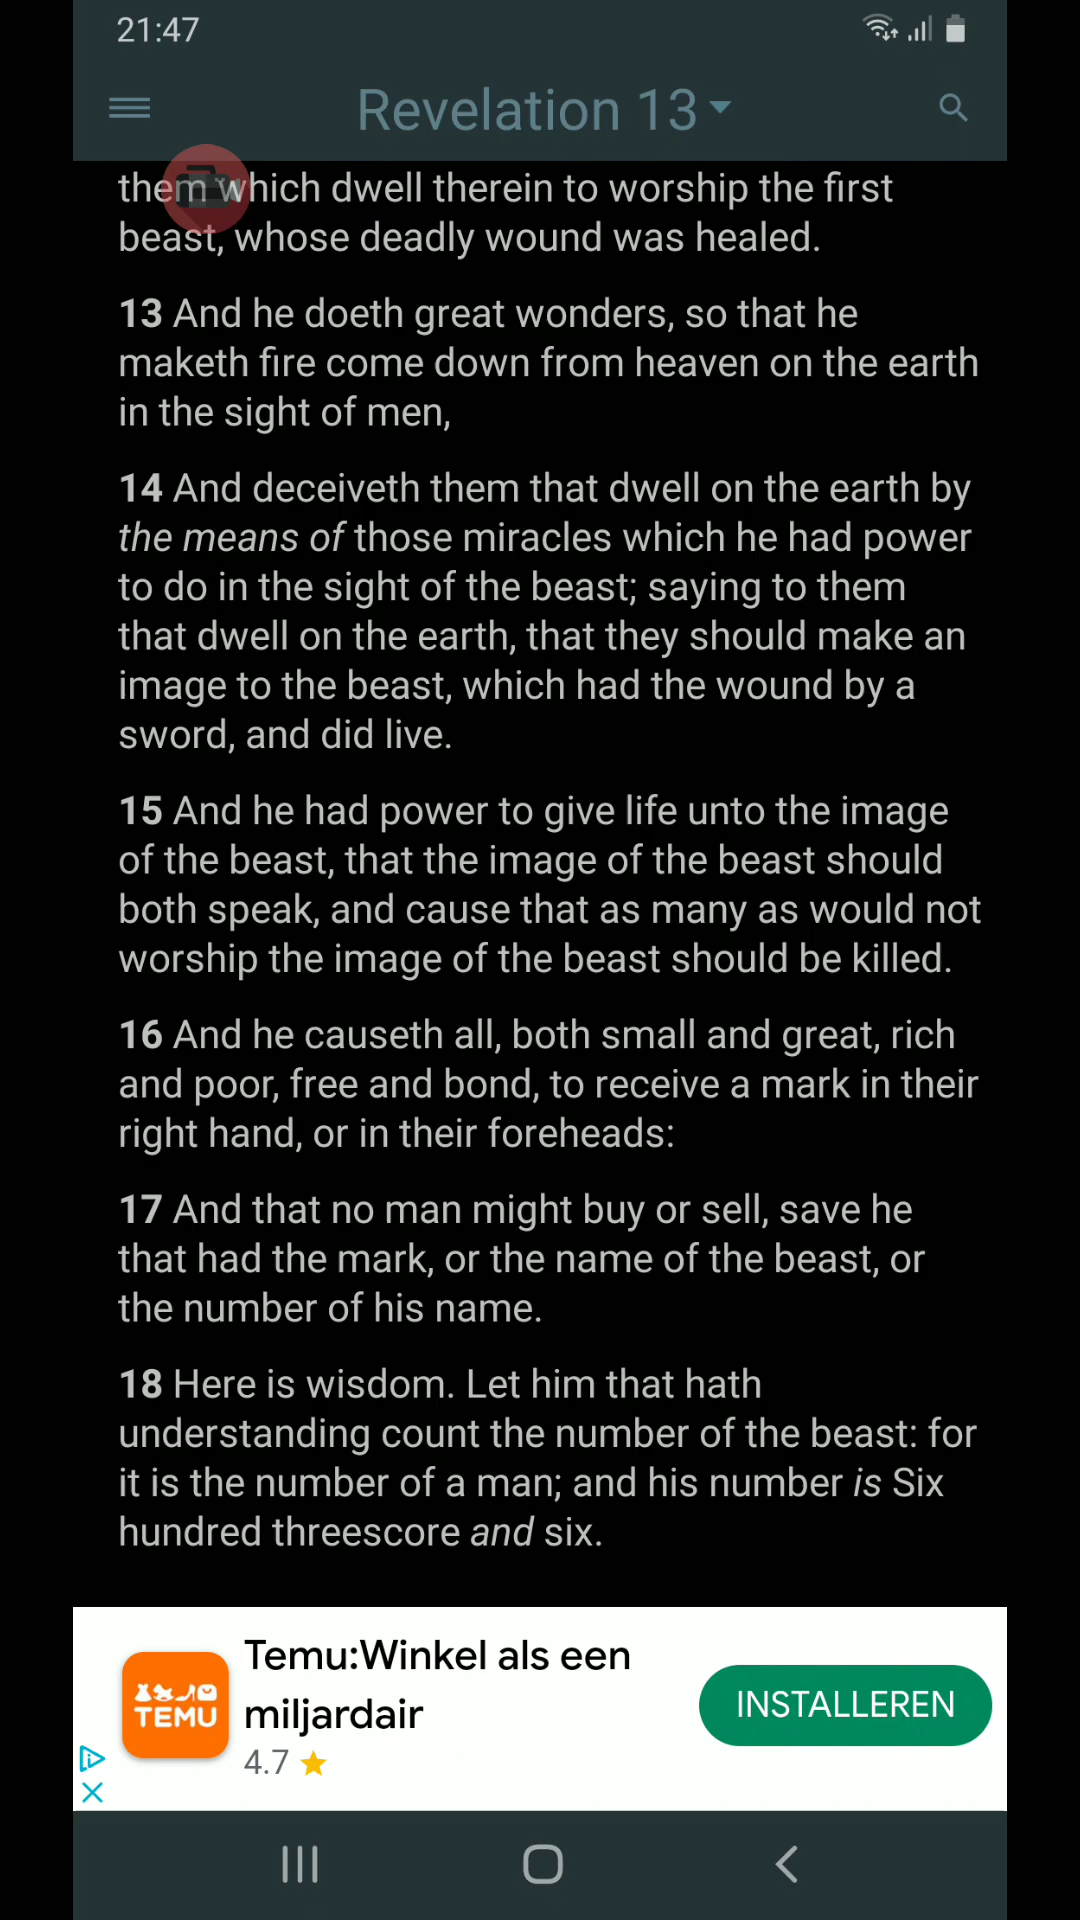 21:47
Revelation 13
them which dwell therein to worship the first
beast, whose deadly wound was healed.
13 And he doeth great wonders, so that he
maketh fire come down from heaven on the earth
in the sight of men,
14 And deceiveth them that dwell on the earth by
the means of those miracles which he had power
to do in the sight of the beast; saying to them
that dwell on the earth, that they should make an
image to the beast, which had the wound by a
sword, and did live.
15 And he had power to give life unto the image
of the beast, that the image of the beast should
both speak, and cause that as many as would not
worship the image of the beast should be killed.
16 And he causeth all, both small and great, rich
and poor, free and bond, to receive a mark in their
right hand, or in their foreheads:
17 And that no man might buy or sell, save he
that had the mark, or the name of the beast, or
the number of his name.
18 Here is wisdom. Let him that hath
understanding count the number of the beast: for
it is the number of a man; and his number is Six
hundred threescore and six.
Temu:Winkel als een
miljardair
4.7
TEMU
INSTALLEREN